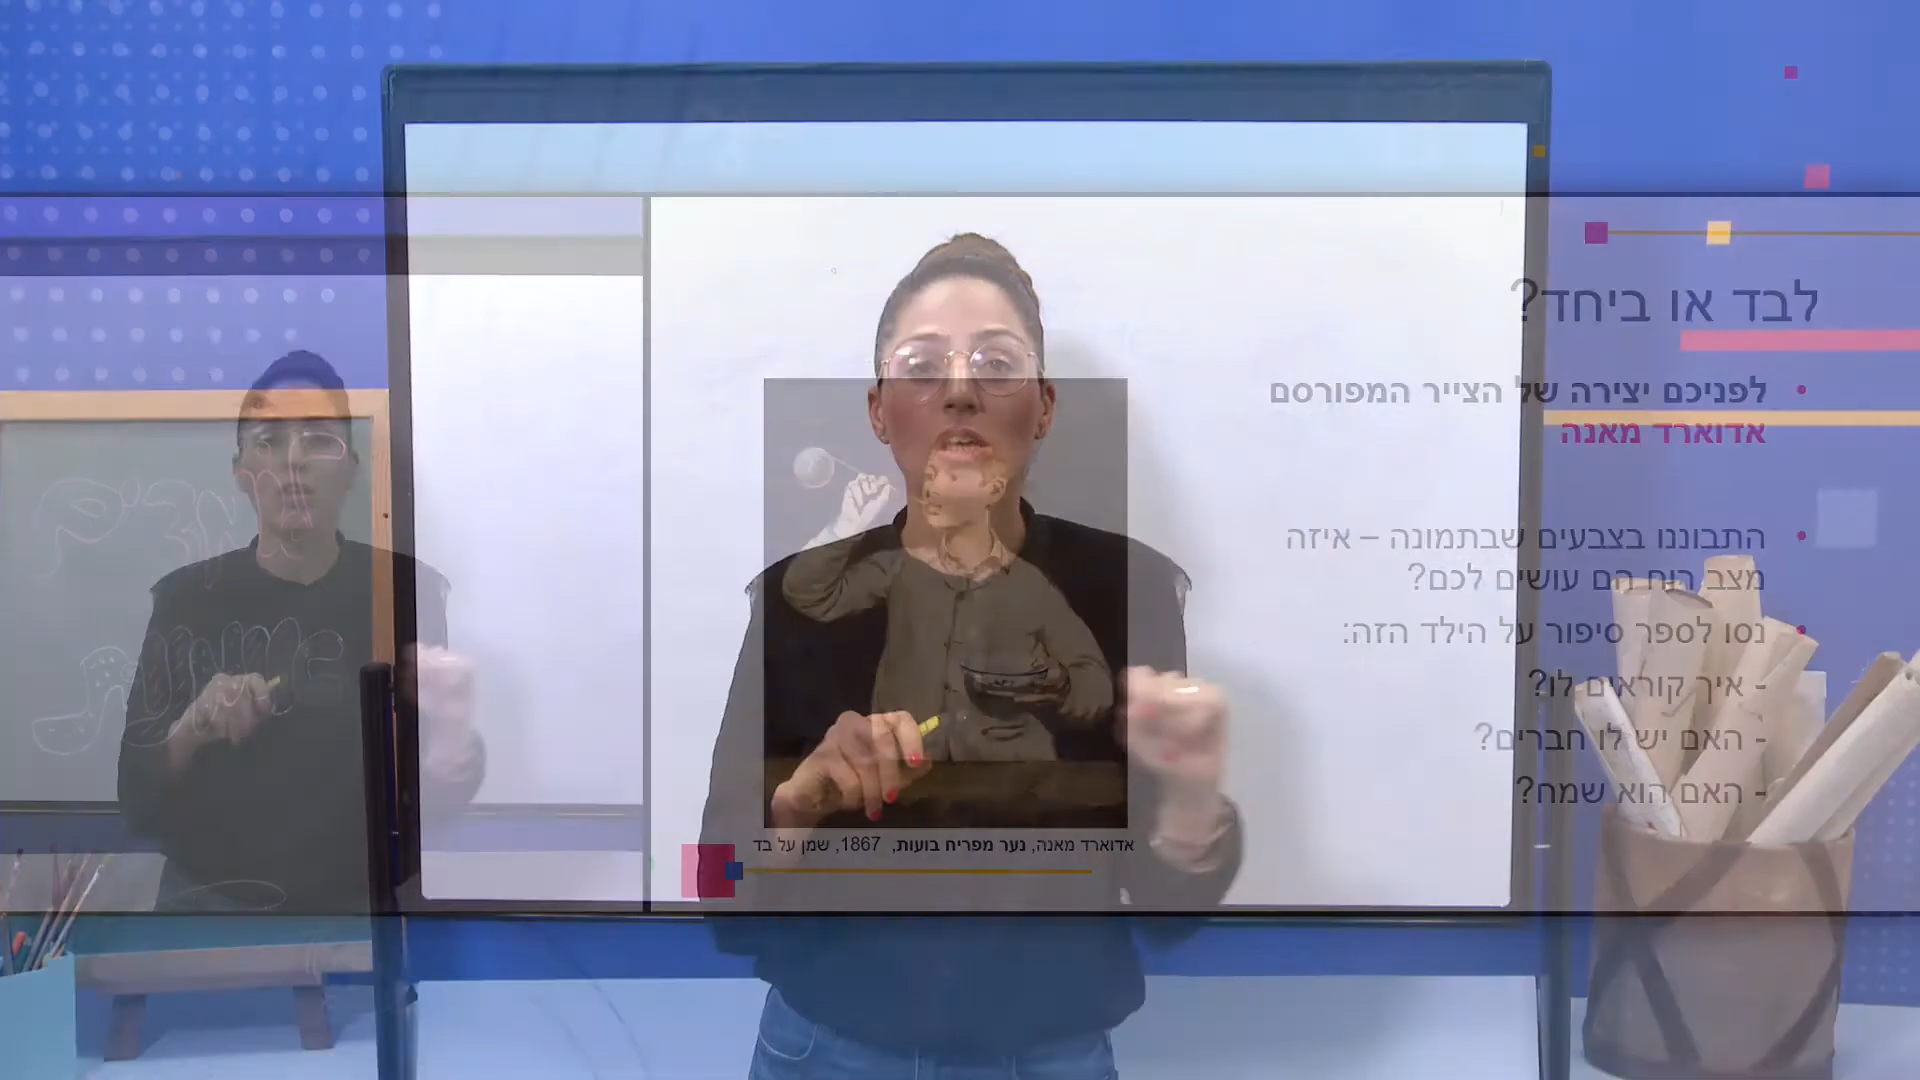 לבד או ביחד?
לפניכם יצירה של הצייר המפורסם
אדוארד מאנה
התבוננו בצבעים שבתמונה – איזה
מצב רוח הם עושים לכם?
נסו לספר סיפור על הילד הזה:
- איך קוראים לו?
- האם יש לו חברים?
- האם הוא שמח?
אדוארד מאנה, נער מפריח בועות, 1867, שמן על בד